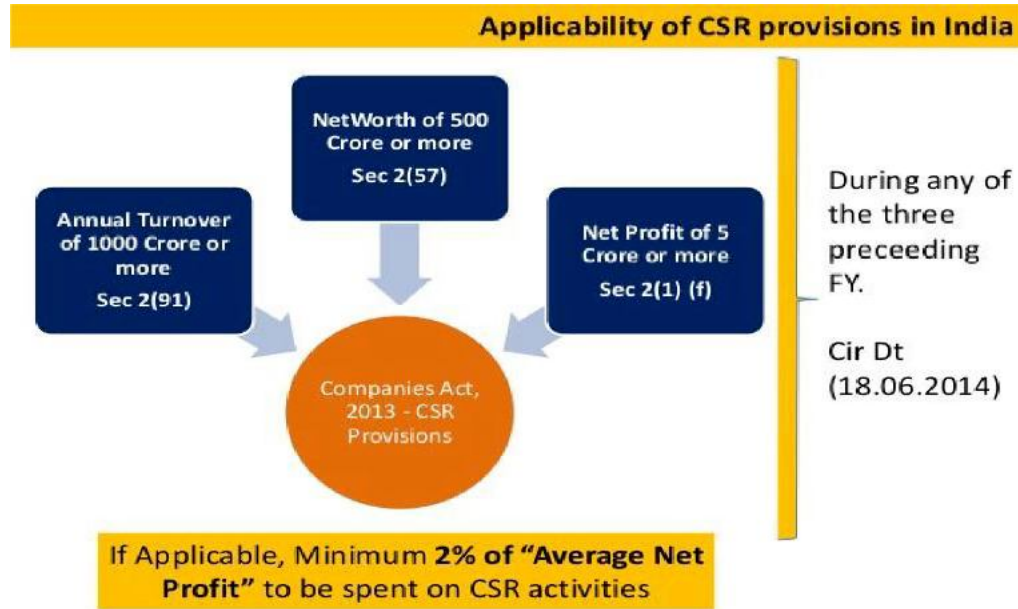 Applicability of CSR provisions in India
NetWorth of 500
Crore or more
Sec 2(57)
Annual Turnover
of 1000 Crore or
more
Sec 2(91)
Net Profit of 5
Crore or more
Sec 2(1) (f)
Companies Act,
2013 - CSR
Provisions
During any of
the three
preceeding
FY.
Cir Dt
(18.06.2014)
If Applicable, Minimum 2% of “Average Net
Profit” to be spent on CSR activities